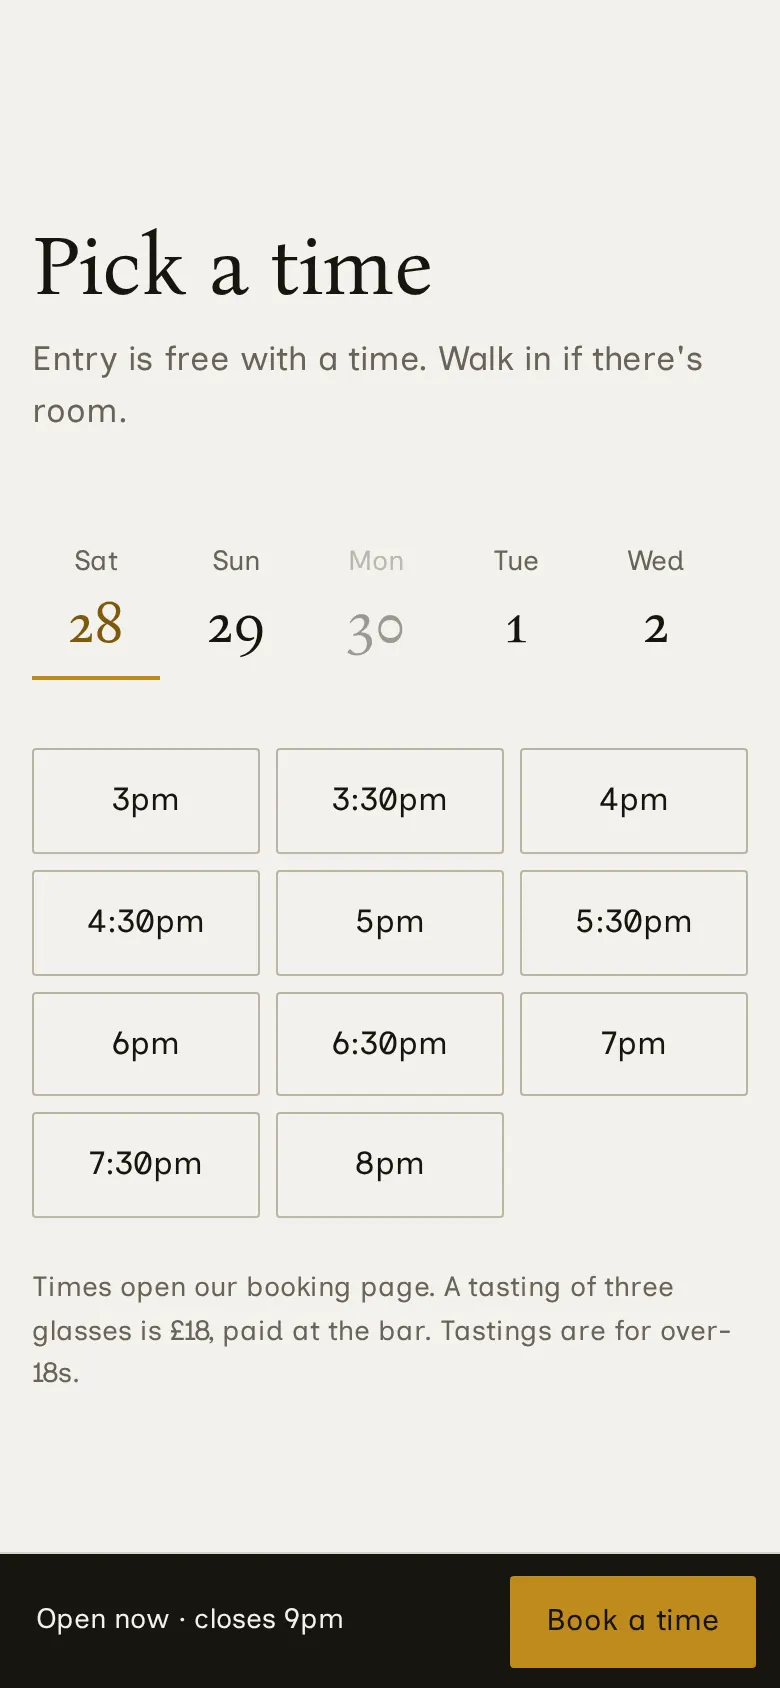 Pick a time
Entry is free with a time. Walk in if there's
room.
Sat Sun Mon Tue Wed
28 29 30 1 2
3pm 3:30pm 4pm
4:30pm 5pm 5:30pm
6pm 6:30pm 7pm
7:30pm 8pm
Times open our booking page. A tasting of three
glasses is £18, paid at the bar. Tastings are for over-
18s.
Open now · closes 9pm Book a time